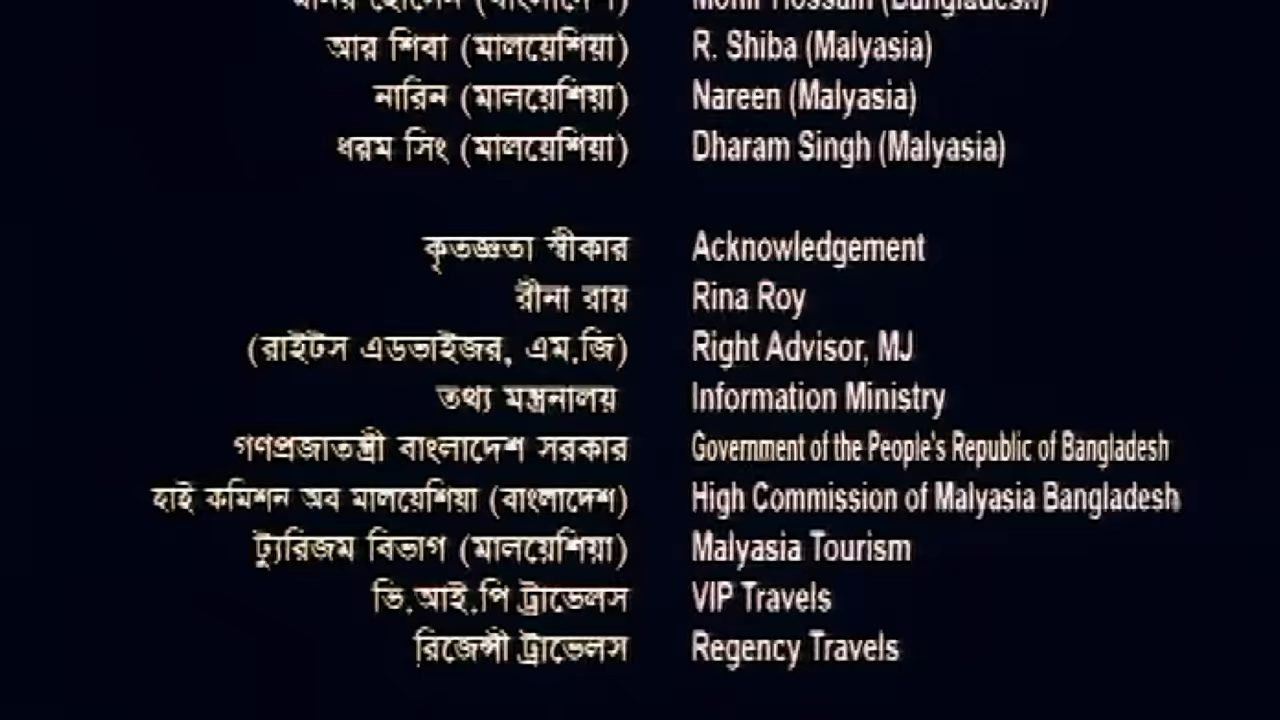 হোসেন (বাংলাদেশ) Hossain (Bangladesh)
আর শিবা (মালয়েশিয়া) R. Shiba (Malyasia)
নারিন (মালয়েশিয়া) Nareen (Malyasia)
ধরম সিং (মালয়েশিয়া) Dharam Singh (Malyasia)
কৃতজ্ঞতা স্বীকার Acknowledgement
রীনা রায় Rina Roy
(রাইটস এডভাইজর, এম.জি) Right Advisor, MJ
তথ্য মন্ত্রনালয় Information Ministry
গণপ্রজাতন্ত্রী বাংলাদেশ সরকার Government of the People's Republic of Bangladesh
হাই কমিশন অব মালয়েশিয়া (বাংলাদেশ) High Commission of Malyasia Bangladesh
ট্যুরিজম বিভাগ (মালয়েশিয়া) Malyasia Tourism
ভি.আই.পি ট্রাভেলস VIP Travels
রিজেন্সী ট্রাভেলস Regency Travels